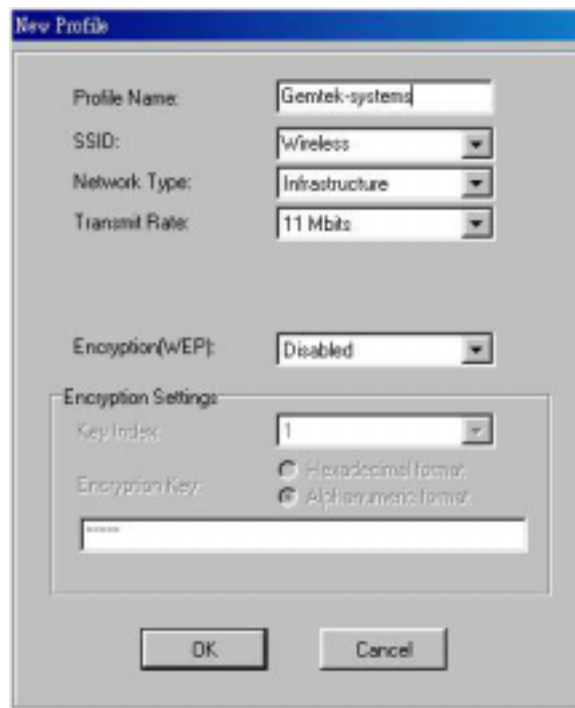 New Profile
Profile Name: Gemtek-systems
SSID: Wireless
Network Type: Infrastructure
Transmit Rate: 11 Mbits
Encryption(WEP): Disabled
Encryption Settings
Key Index: 1
Encryption Key: Hexadecimal format
Alphanumeric format
*****
OK Cancel